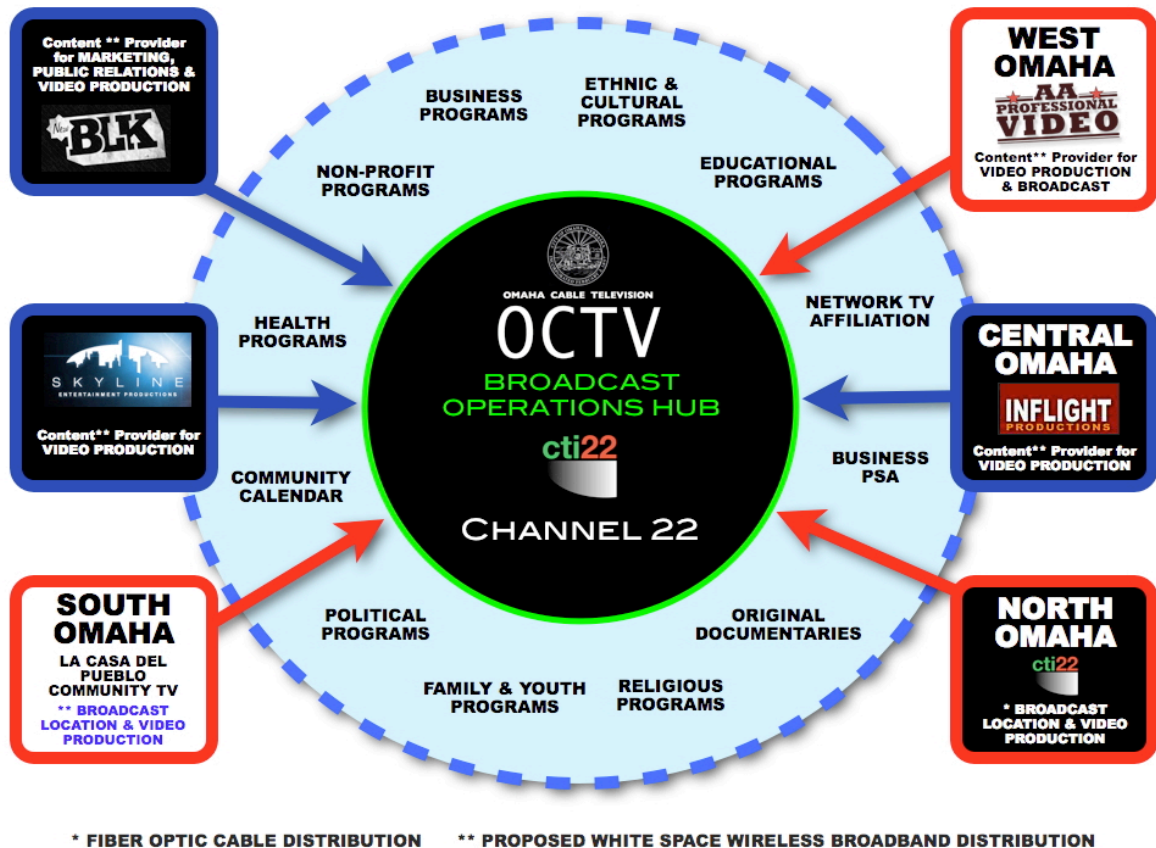 Content ** Provider
for MARKETING,
PUBLIC RELATIONS &
VIDEO PRODUCTION
New
BLK
BUSINESS
PROGRAMS
ETHNIC &
CULTURAL
PROGRAMS
NON-PROFIT
PROGRAMS
EDUCATIONAL
PROGRAMS
WEST
OMAHA
AA
PROFESSIONAL
VIDEO
Content** Provider for
VIDEO PRODUCTION
& BROADCAST
OMAHA CABLE TELEVISION
OCTV
BROADCAST
OPERATIONS HUB
cti22
CHANNEL 22
HEALTH
PROGRAMS
NETWORK TV
AFFILIATION
SKYLINE
ENTERTAINMENT PRODUCTIONS
Content** Provider for
VIDEO PRODUCTION
CENTRAL
OMAHA
INFLIGHT
PRODUCTIONS
Content** Provider for
VIDEO PRODUCTION
COMMUNITY
CALENDAR
BUSINESS
PSA
SOUTH
OMAHA
LA CASA DEL
PUEBLO
COMMUNITY TV
** BROADCAST
LOCATION & VIDEO
PRODUCTION
POLITICAL
PROGRAMS
FAMILY & YOUTH
PROGRAMS
RELIGIOUS
PROGRAMS
ORIGINAL
DOCUMENTARIES
NORTH
OMAHA
cti22
* BROADCAST
LOCATION & VIDEO
PRODUCTION
* FIBER OPTIC CABLE DISTRIBUTION ** PROPOSED WHITE SPACE WIRELESS BROADBAND DISTRIBUTION